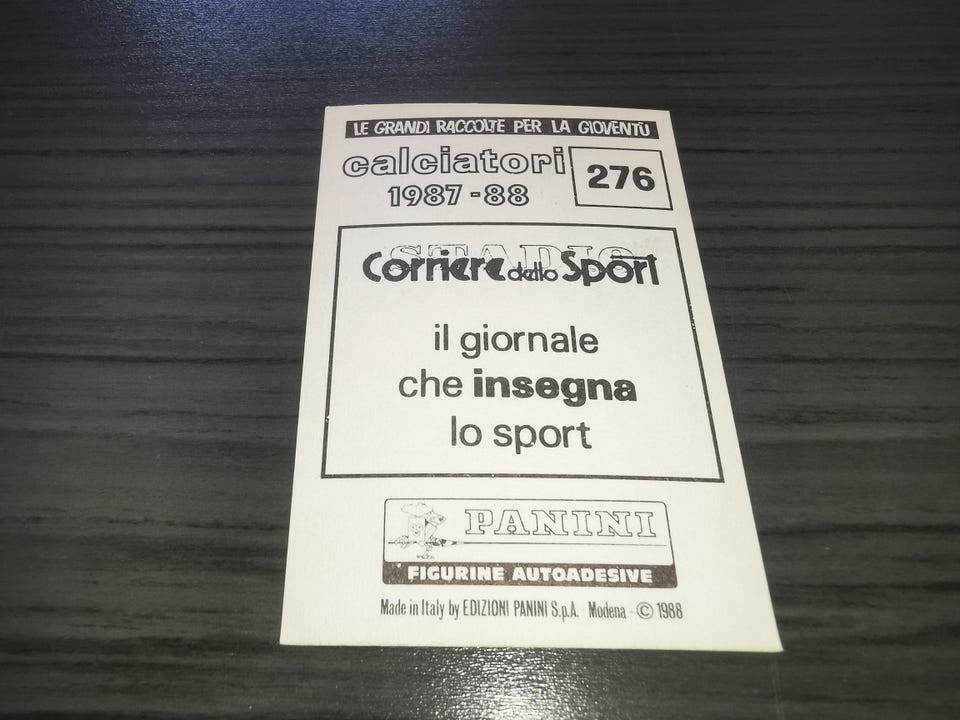 LE GRANDI RACCOLTE PER LA GIOVENTÙ
calciatori
1987-88
276
STADIO
Corriere dello Sport
il giornale
che insegna
lo sport
PANINI
FIGURINE AUTOADESIVE
Made in Italy by EDIZIONI PANINI S.p.A. - Modena - © 1988